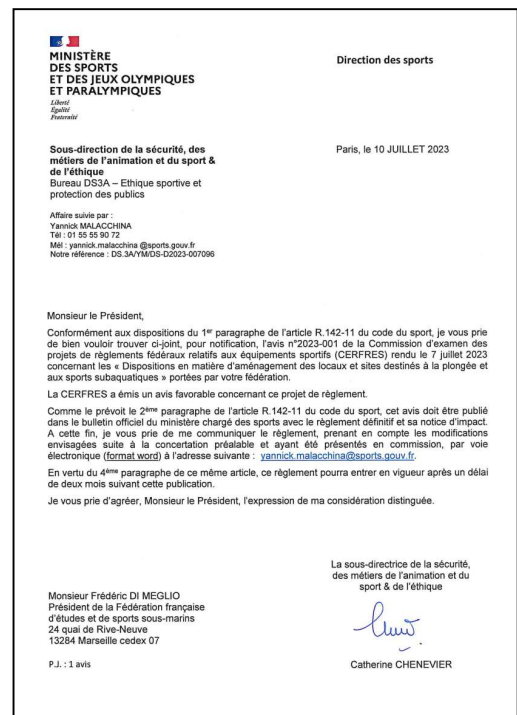 MINISTÈRE
DES SPORTS
ET DES JEUX OLYMPIQUES
ET PARALYMPIQUES
Liberté
Égalité
Fraternité
Direction des sports
Sous-direction de la sécurité, des
métiers de l'animation et du sport &
de l'éthique
Bureau DS3A – Ethique sportive et
protection des publics
Paris, le 10 JUILLET 2023
Affaire suivie par :
Yannick MALACCHINA
Tél : 01 55 55 90 72
Mél : yannick.malacchina @sports.gouv.fr
Notre référence : DS.3A/YM/DS-D2023-007096
Monsieur le Président,
Conformément aux dispositions du 1er paragraphe de l'article R.142-11 du code du sport, je vous prie
de bien vouloir trouver ci-joint, pour notification, l'avis n°2023-001 de la Commission d'examen des
projets de règlements fédéraux relatifs aux équipements sportifs (CERFRES) rendu le 7 juillet 2023
concernant les « Dispositions en matière d'aménagement des locaux et sites destinés à la plongée et
aux sports subaquatiques » portées par votre fédération.
La CERFRES a émis un avis favorable concernant ce projet de règlement.
Comme le prévoit le 2ème paragraphe de l'article R.142-11 du code du sport, cet avis doit être publié
dans le bulletin officiel du ministère chargé des sports avec le règlement définitif et sa notice d'impact.
A cette fin, je vous prie de me communiquer le règlement, prenant en compte les modifications
envisagées suite à la concertation préalable et ayant été présentés en commission, par voie
électronique (format word) à l'adresse suivante : yannick.malacchina@sports.gouv.fr.
En vertu du 4ème paragraphe de ce même article, ce règlement pourra entrer en vigueur après un délai
de deux mois suivant cette publication.
Je vous prie d'agréer, Monsieur le Président, l'expression de ma considération distinguée.
La sous-directrice de la sécurité,
des métiers de l'animation et du
sport & de l'éthique
Monsieur Frédéric DI MEGLIO
Président de la Fédération française
d'études et de sports sous-marins
24 quai de Rive-Neuve
13284 Marseille cedex 07
P.J. : 1 avis
Catherine CHENEVIER